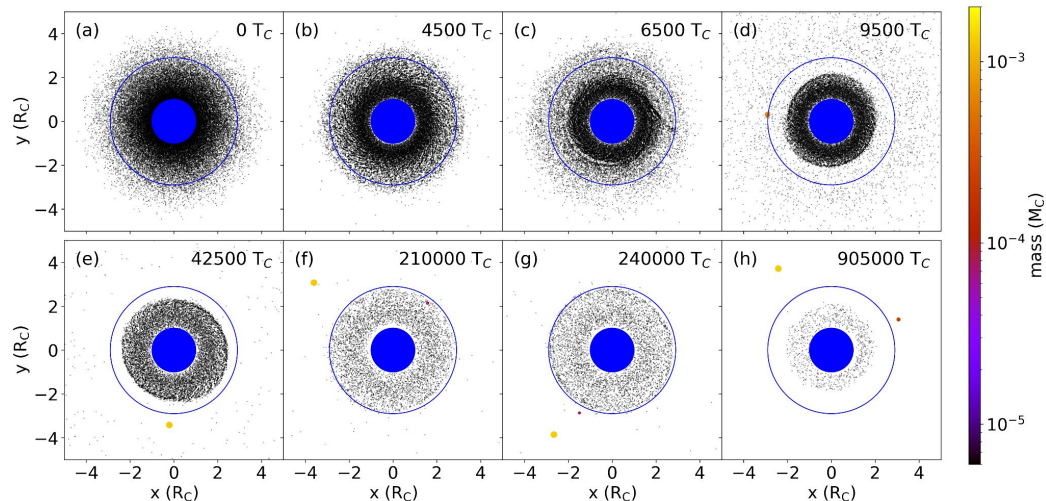 (a) 0 T_C
(b) 4500 T_C
(c) 6500 T_C
(d) 9500 T_C
4
2
0
−2
−4
y (R_C)
(e) 42500 T_C
(f) 210000 T_C
(g) 240000 T_C
(h) 905000 T_C
4
2
0
−2
−4
y (R_C)
−4 −2 0 2 4
−4 −2 0 2 4
−4 −2 0 2 4
−4 −2 0 2 4
x (R_C)
x (R_C)
x (R_C)
x (R_C)
10⁻³
10⁻⁴
10⁻⁵
mass (M_C)